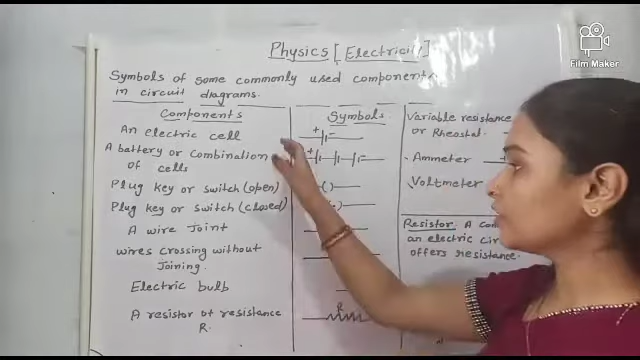 Physics [Electricity]
Symbols of some commonly used components
in circuit diagrams.
Components
Symbols
An electric cell
A battery or combination
of cells
Plug key or switch (open)
Plug key or switch (closed)
A wire Joint
wires crossing without
Joining.
Electric bulb
A resistor of resistance
R.
R
Variable resistance
or Rheostat
Ammeter
Voltmeter
Resistor: A
an electric
offers resistance.
Film Maker